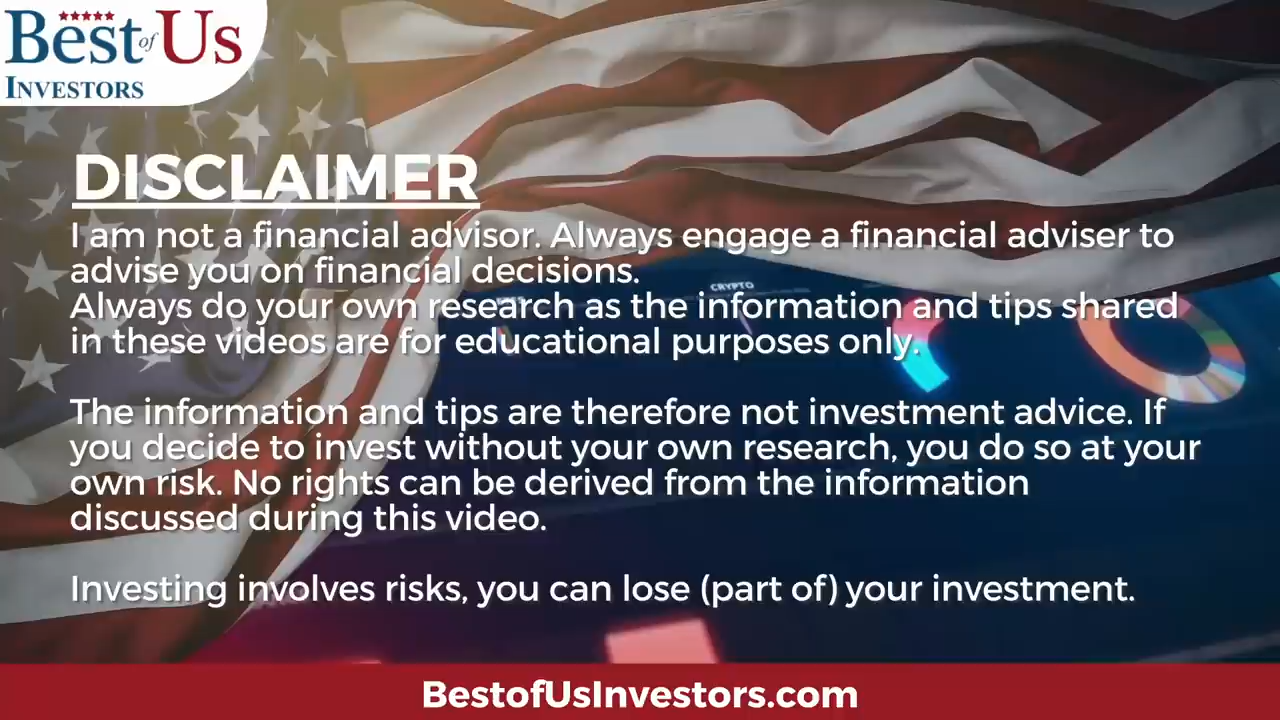 Best of Us
INVESTORS
DISCLAIMER
I am not a financial advisor. Always engage a financial adviser to
advise you on financial decisions.
CRYPTO
Always do your own research as the information and tips shared
in these videos are for educational purposes only.
The information and tips are therefore not investment advice. If
you decide to invest without your own research, you do so at your
own risk. No rights can be derived from the information
discussed during this video.
Investing involves risks, you can lose (part of) your investment.
BestofUsInvestors.com